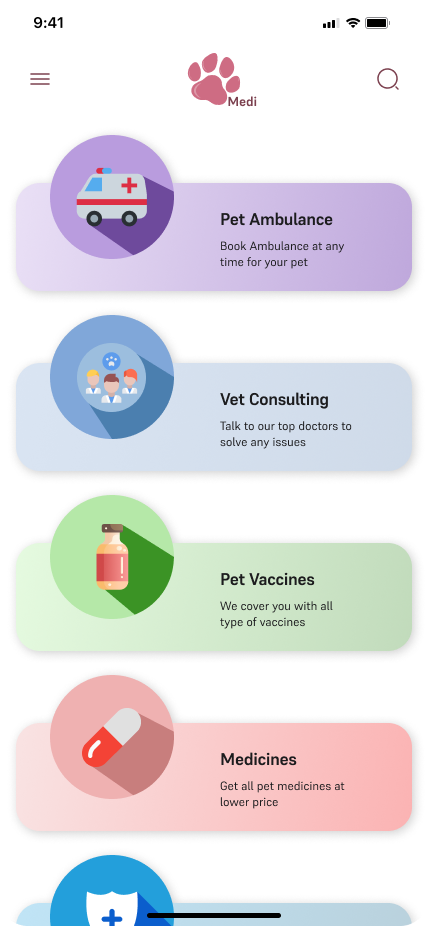 9:41
Medi
Pet Ambulance
Book Ambulance at any
time for your pet
Vet Consulting
Talk to our top doctors to
solve any issues
Pet Vaccines
We cover you with all
type of vaccines
Medicines
Get all pet medicines at
lower price